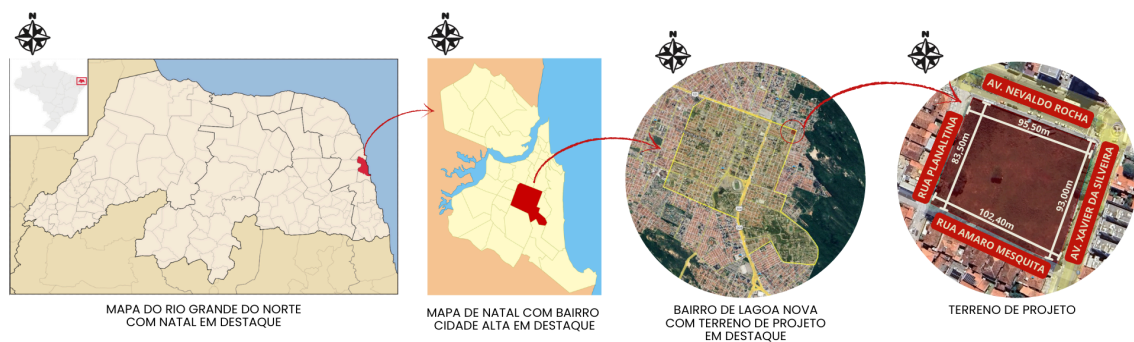 N
N
N
N
AV. NEVALDO ROCHA
95,50m
RUA PLANALTINA
83,50m
93,00m
AV. XAVIER DA SILVEIRA
102,40m
RUA AMARO MESQUITA
MAPA DO RIO GRANDE DO NORTE
COM NATAL EM DESTAQUE
MAPA DE NATAL COM BAIRRO
CIDADE ALTA EM DESTAQUE
BAIRRO DE LAGOA NOVA
COM TERRENO DE PROJETO
EM DESTAQUE
TERRENO DE PROJETO